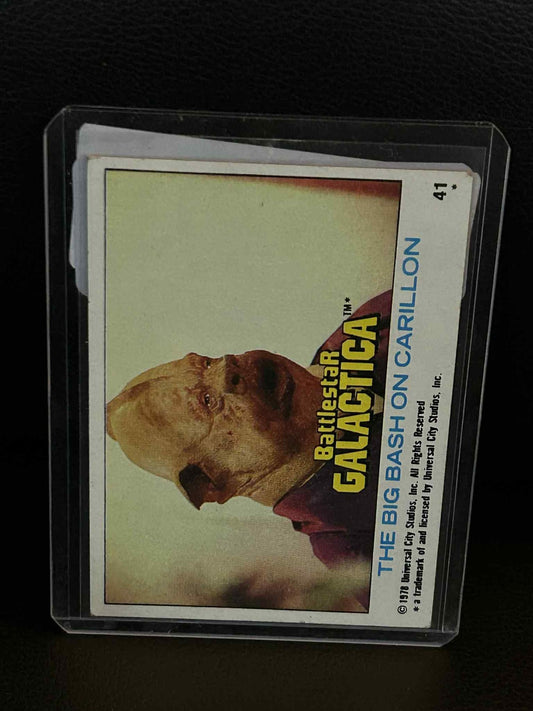 Battlestar
GALACTICA™*
THE BIG BASH ON CARILLON 41
© 1978 Universal City Studios, Inc. All Rights Reserved *
* a trademark of and licensed by Universal City Studios, Inc.